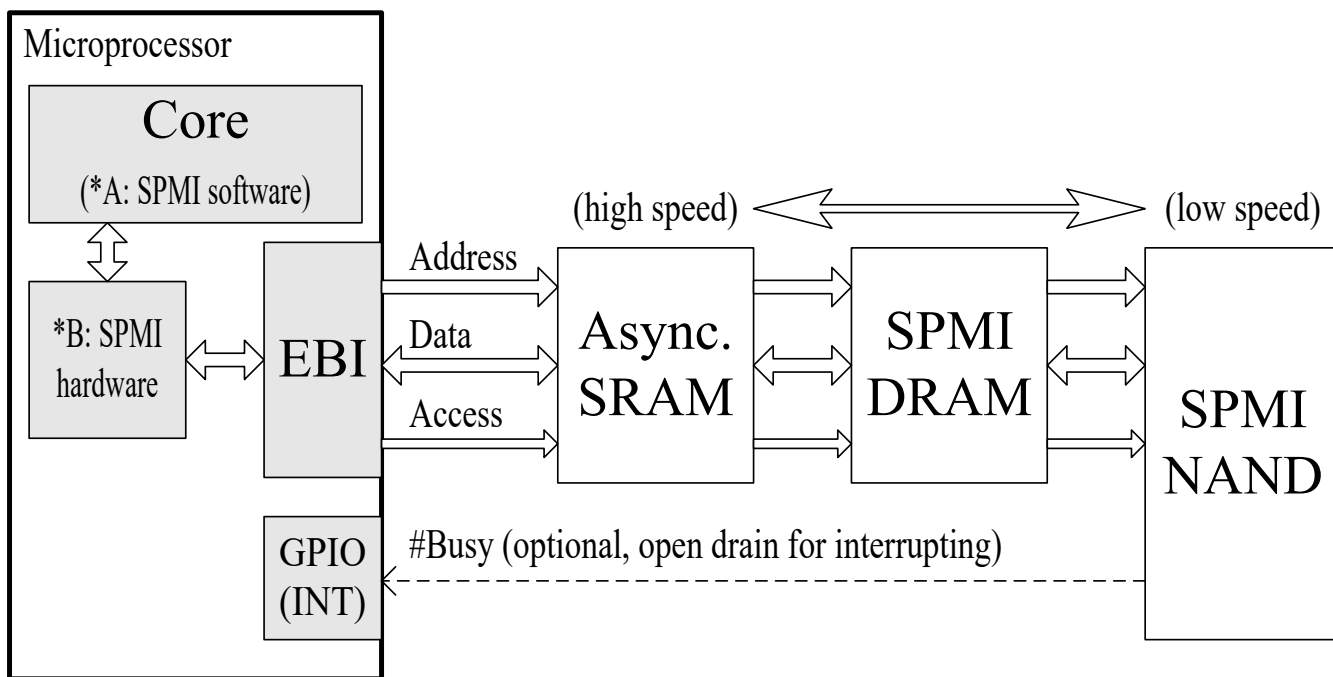 Microprocessor
Core
(*A: SPMI software)
(high speed)
(low speed)
Address
*B: SPMI
hardware
EBI
Data
Async.
SRAM
SPMI
DRAM
Access
SPMI
NAND
GPIO
(INT)
#Busy (optional, open drain for interrupting)